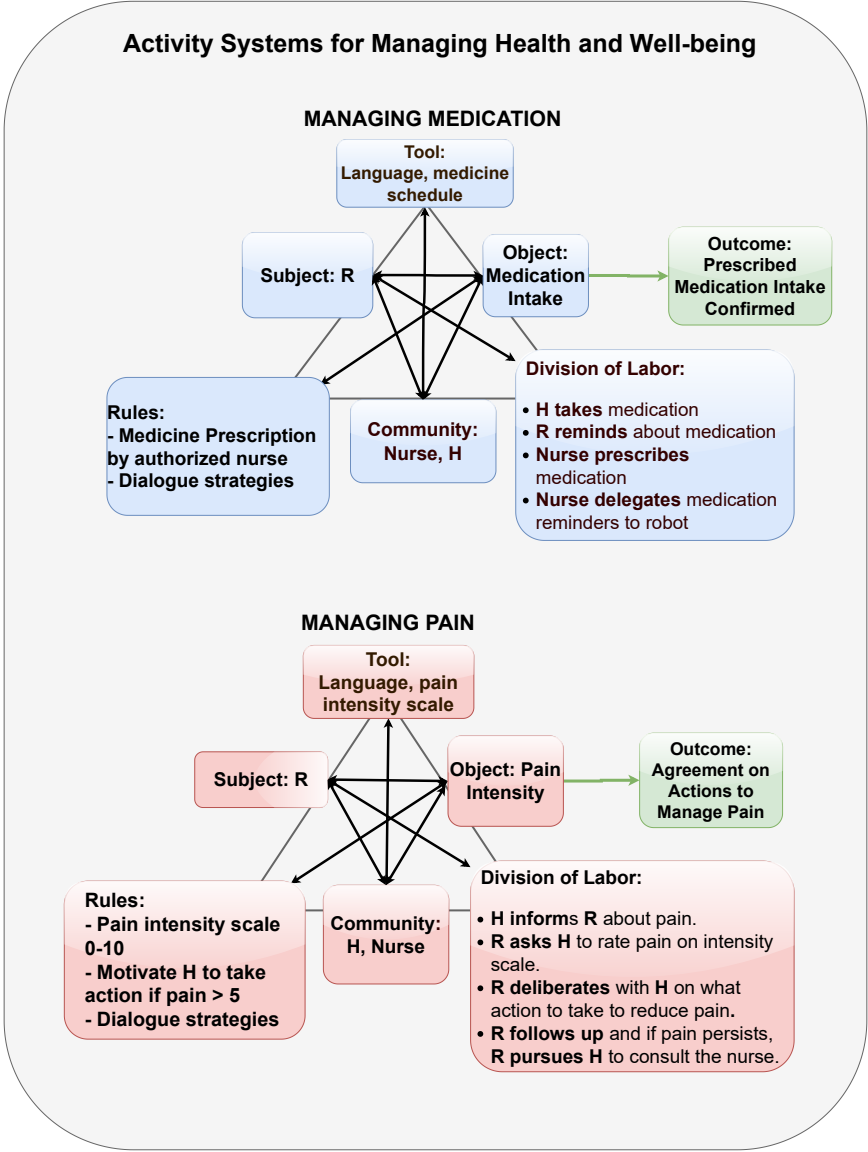 Activity Systems for Managing Health and Well-being
MANAGING MEDICATION
Tool:
Language, medicine
schedule
Subject: R
Object:
Medication
Intake
Outcome:
Prescribed
Medication Intake
Confirmed
Rules:
- Medicine Prescription
by authorized nurse
- Dialogue strategies
Community:
Nurse, H
Division of Labor:
• H takes medication
• R reminds about medication
• Nurse prescribes
medication
• Nurse delegates medication
reminders to robot
MANAGING PAIN
Tool:
Language, pain
intensity scale
Subject: R
Object: Pain
Intensity
Outcome:
Agreement on
Actions to
Manage Pain
Rules:
- Pain intensity scale
0-10
- Motivate H to take
action if pain > 5
- Dialogue strategies
Community:
H, Nurse
Division of Labor:
• H informs R about pain.
• R asks H to rate pain on intensity
scale.
• R deliberates with H on what
action to take to reduce pain.
• R follows up and if pain persists,
R pursues H to consult the nurse.